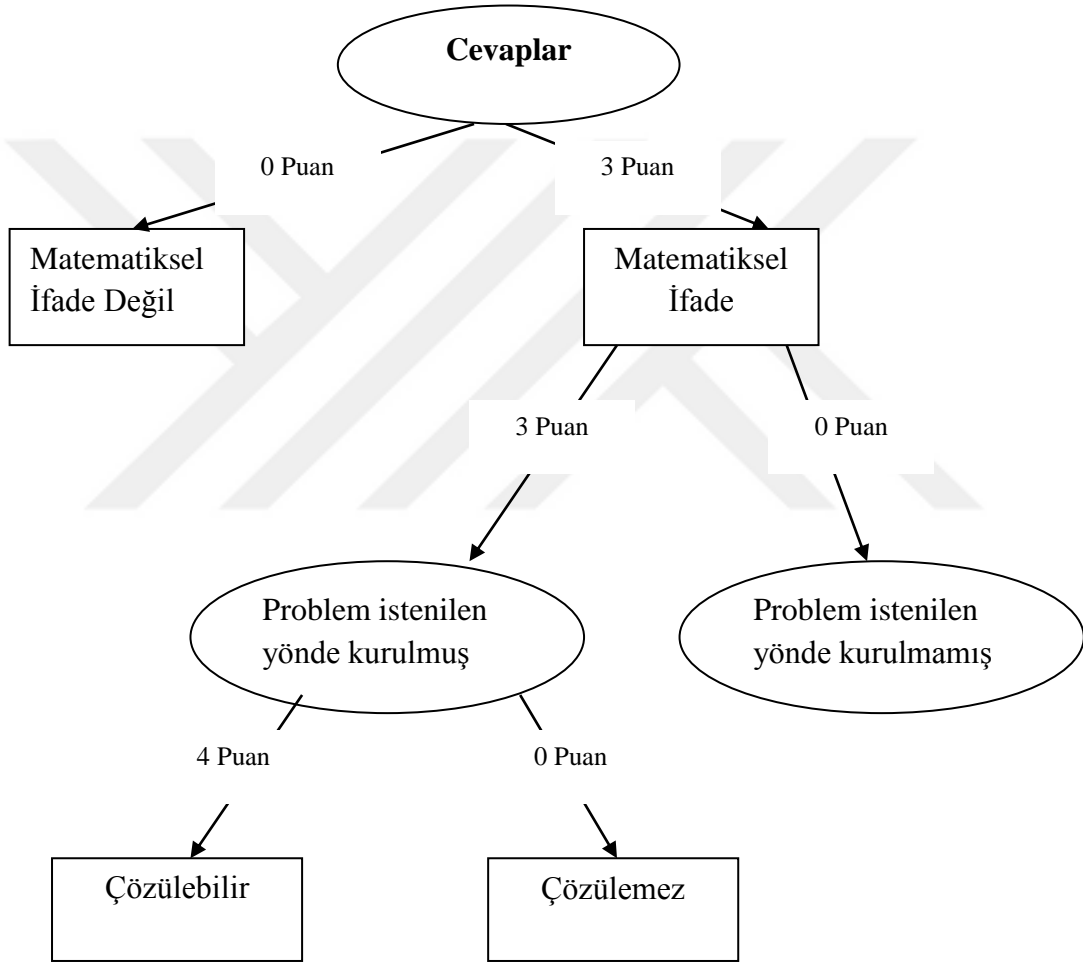 Cevaplar
0 Puan
3 Puan
Matematiksel
İfade Değil
Matematiksel
İfade
3 Puan
0 Puan
Problem istenilen
yönde kurulmuş
Problem istenilen
yönde kurulmamış
4 Puan
0 Puan
Çözülebilir
Çözülemez